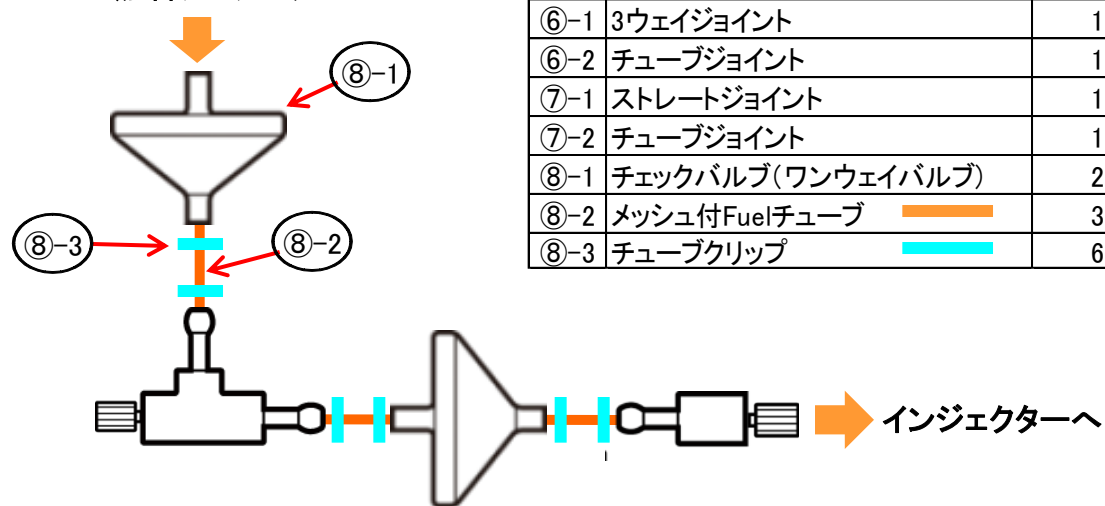 ⑥-1 3ウェイジョイント 1
⑥-2 チューブジョイント 1
⑦-1 ストレートジョイント 1
⑦-2 チューブジョイント 1
⑧-1 チェックバルブ(ワンウェイバルブ) 2
⑧-2 メッシュ付Fuelチューブ 3
⑧-3 チューブクリップ 6
⑧-1
⑧-3
⑧-2
インジェクターへ